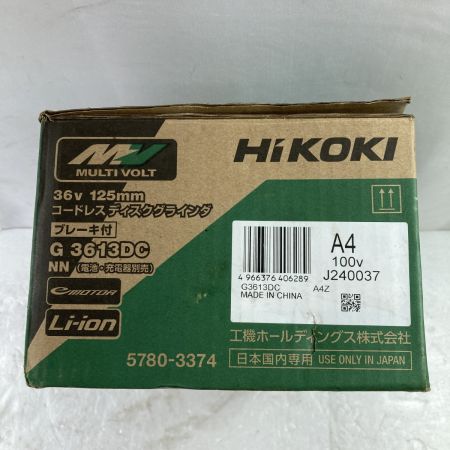 MV
MULTI VOLT
HiKOKI
36v 125mm
コードレス ディスクグラインダ
ブレーキ付
G 3613DC
NN (電池・充電器別売)
eMOTOR
Li-ion
5780-3374
A4
100v
J240037
4 966376 406289
G3613DC A4Z
MADE IN CHINA
工機ホールディングス株式会社
日本国内専用 USE ONLY IN JAPAN